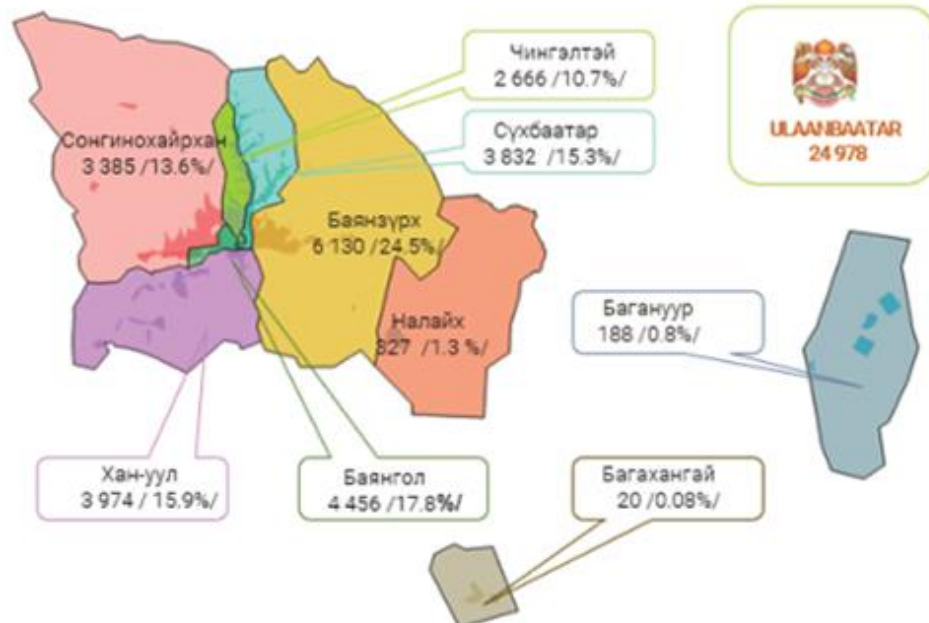 Чингэлтэй
2 666 /10.7%/
ULAANBAATAR
24 978
Сүхбаатар
3 832 /15.3%/
Сонгинохайрхан
3 385 /13.6%/
Баянзүрх
6 130 /24.5%/
Налайх
327 /1.3 %/
Багануур
188 /0.8%/
Хан-уул
3 974 / 15.9%/
Баянгол
4 456 /17.8%/
Багахангай
20 /0.08%/